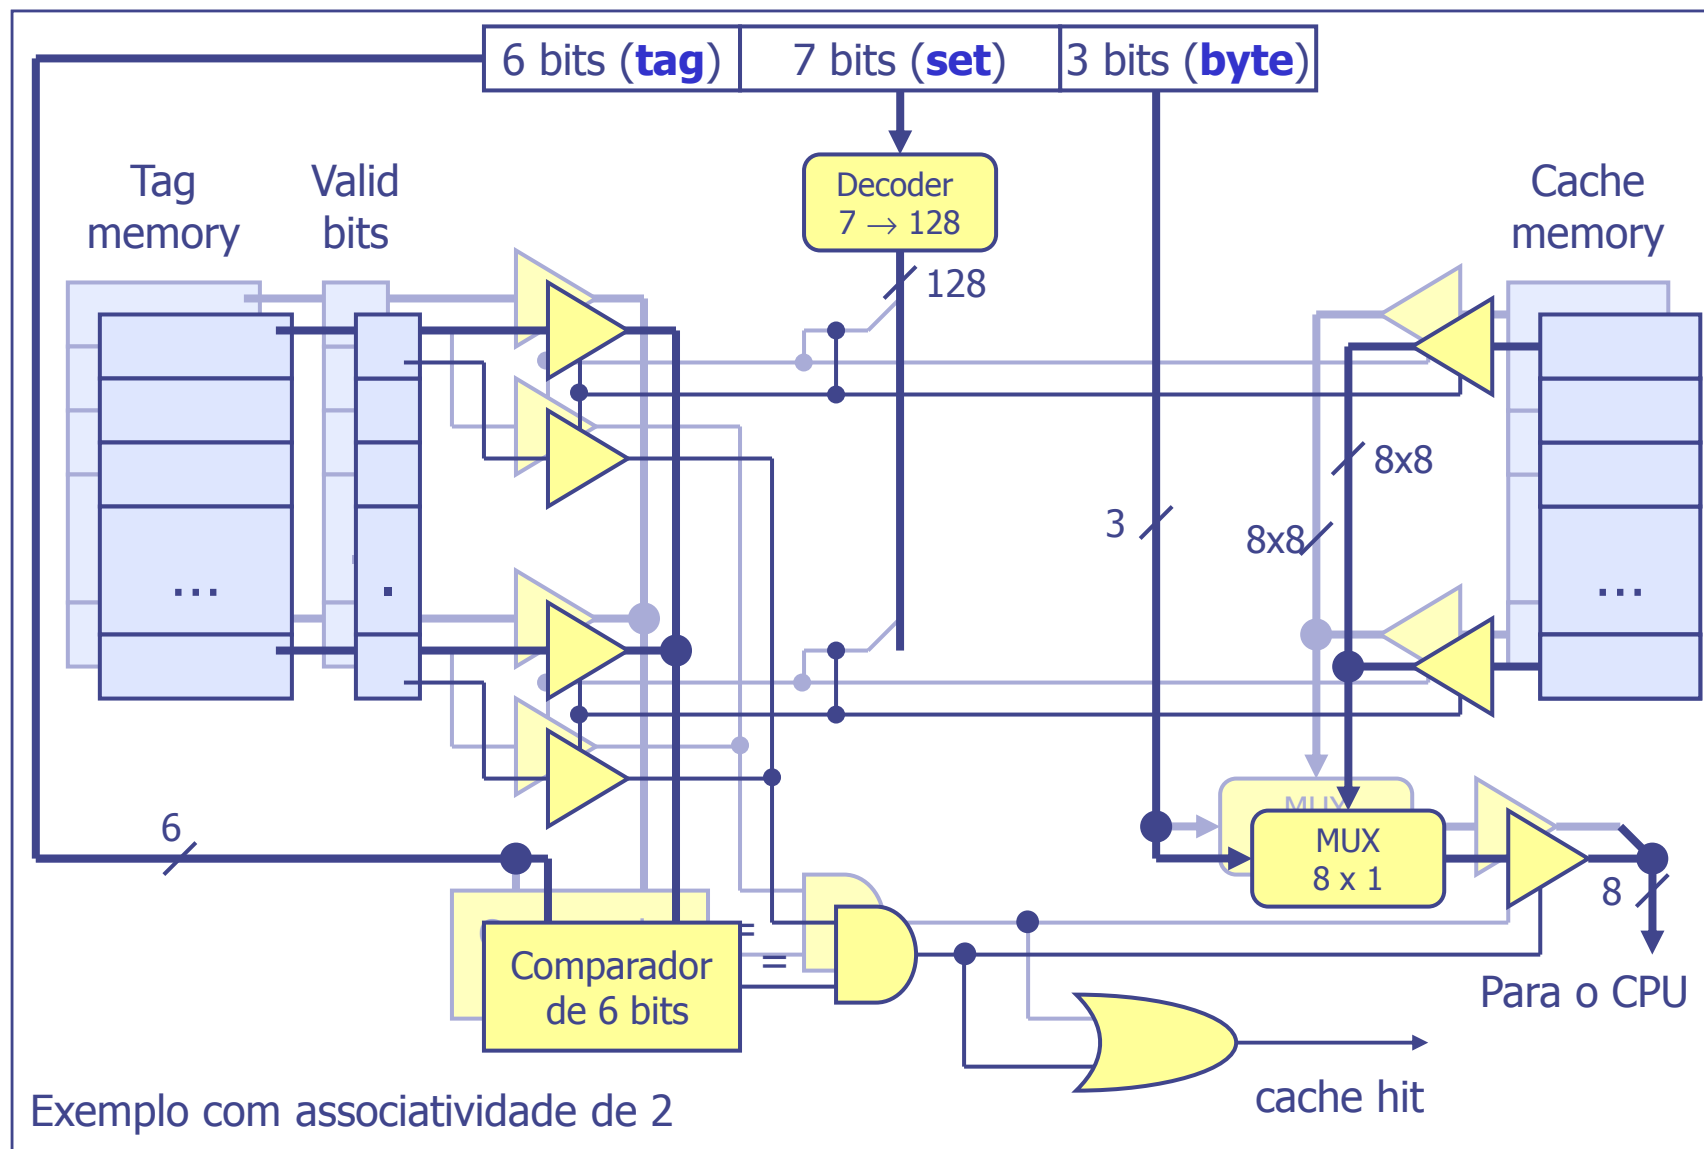 6 bits (tag) 7 bits (set) 3 bits (byte)
Tag
memory
Valid
bits
Decoder
7 → 128
Cache
memory
128
8x8
8x8
3
...
.
...
6
MUX
MUX
8 x 1
8
=
=
Comparador
de 6 bits
Para o CPU
cache hit
Exemplo com associatividade de 2